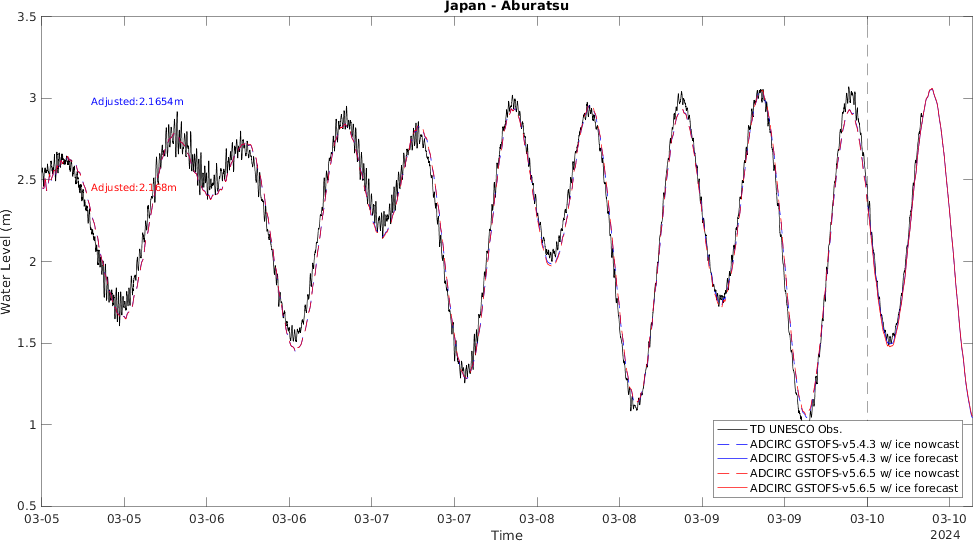 Japan - Aburatsu
3.5
3
2.5
2
1.5
1
0.5
Water Level (m)
Adjusted:2.1654m
Adjusted:2.168m
TD UNESCO Obs.
ADCIRC GSTOFS-v5.4.3 w/ ice nowcast
ADCIRC GSTOFS-v5.4.3 w/ ice forecast
ADCIRC GSTOFS-v5.6.5 w/ ice nowcast
ADCIRC GSTOFS-v5.6.5 w/ ice forecast
03-05 03-05 03-06 03-06 03-07 03-07 03-08 03-08 03-09 03-09 03-10 03-10
Time 2024